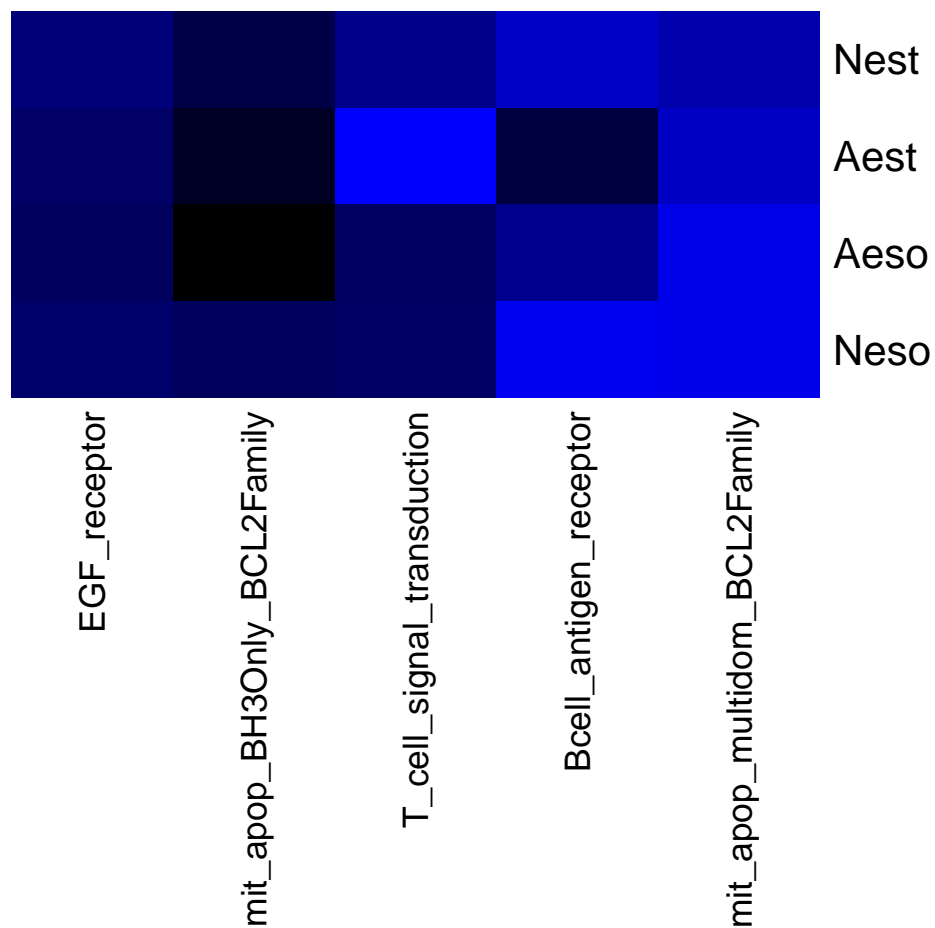 Nest
Aest
Aeso
Neso
EGF_receptor
mit_apop_BH3Only_BCL2Family
T_cell_signal_transduction
Bcell_antigen_receptor
mit_apop_multidom_BCL2Family